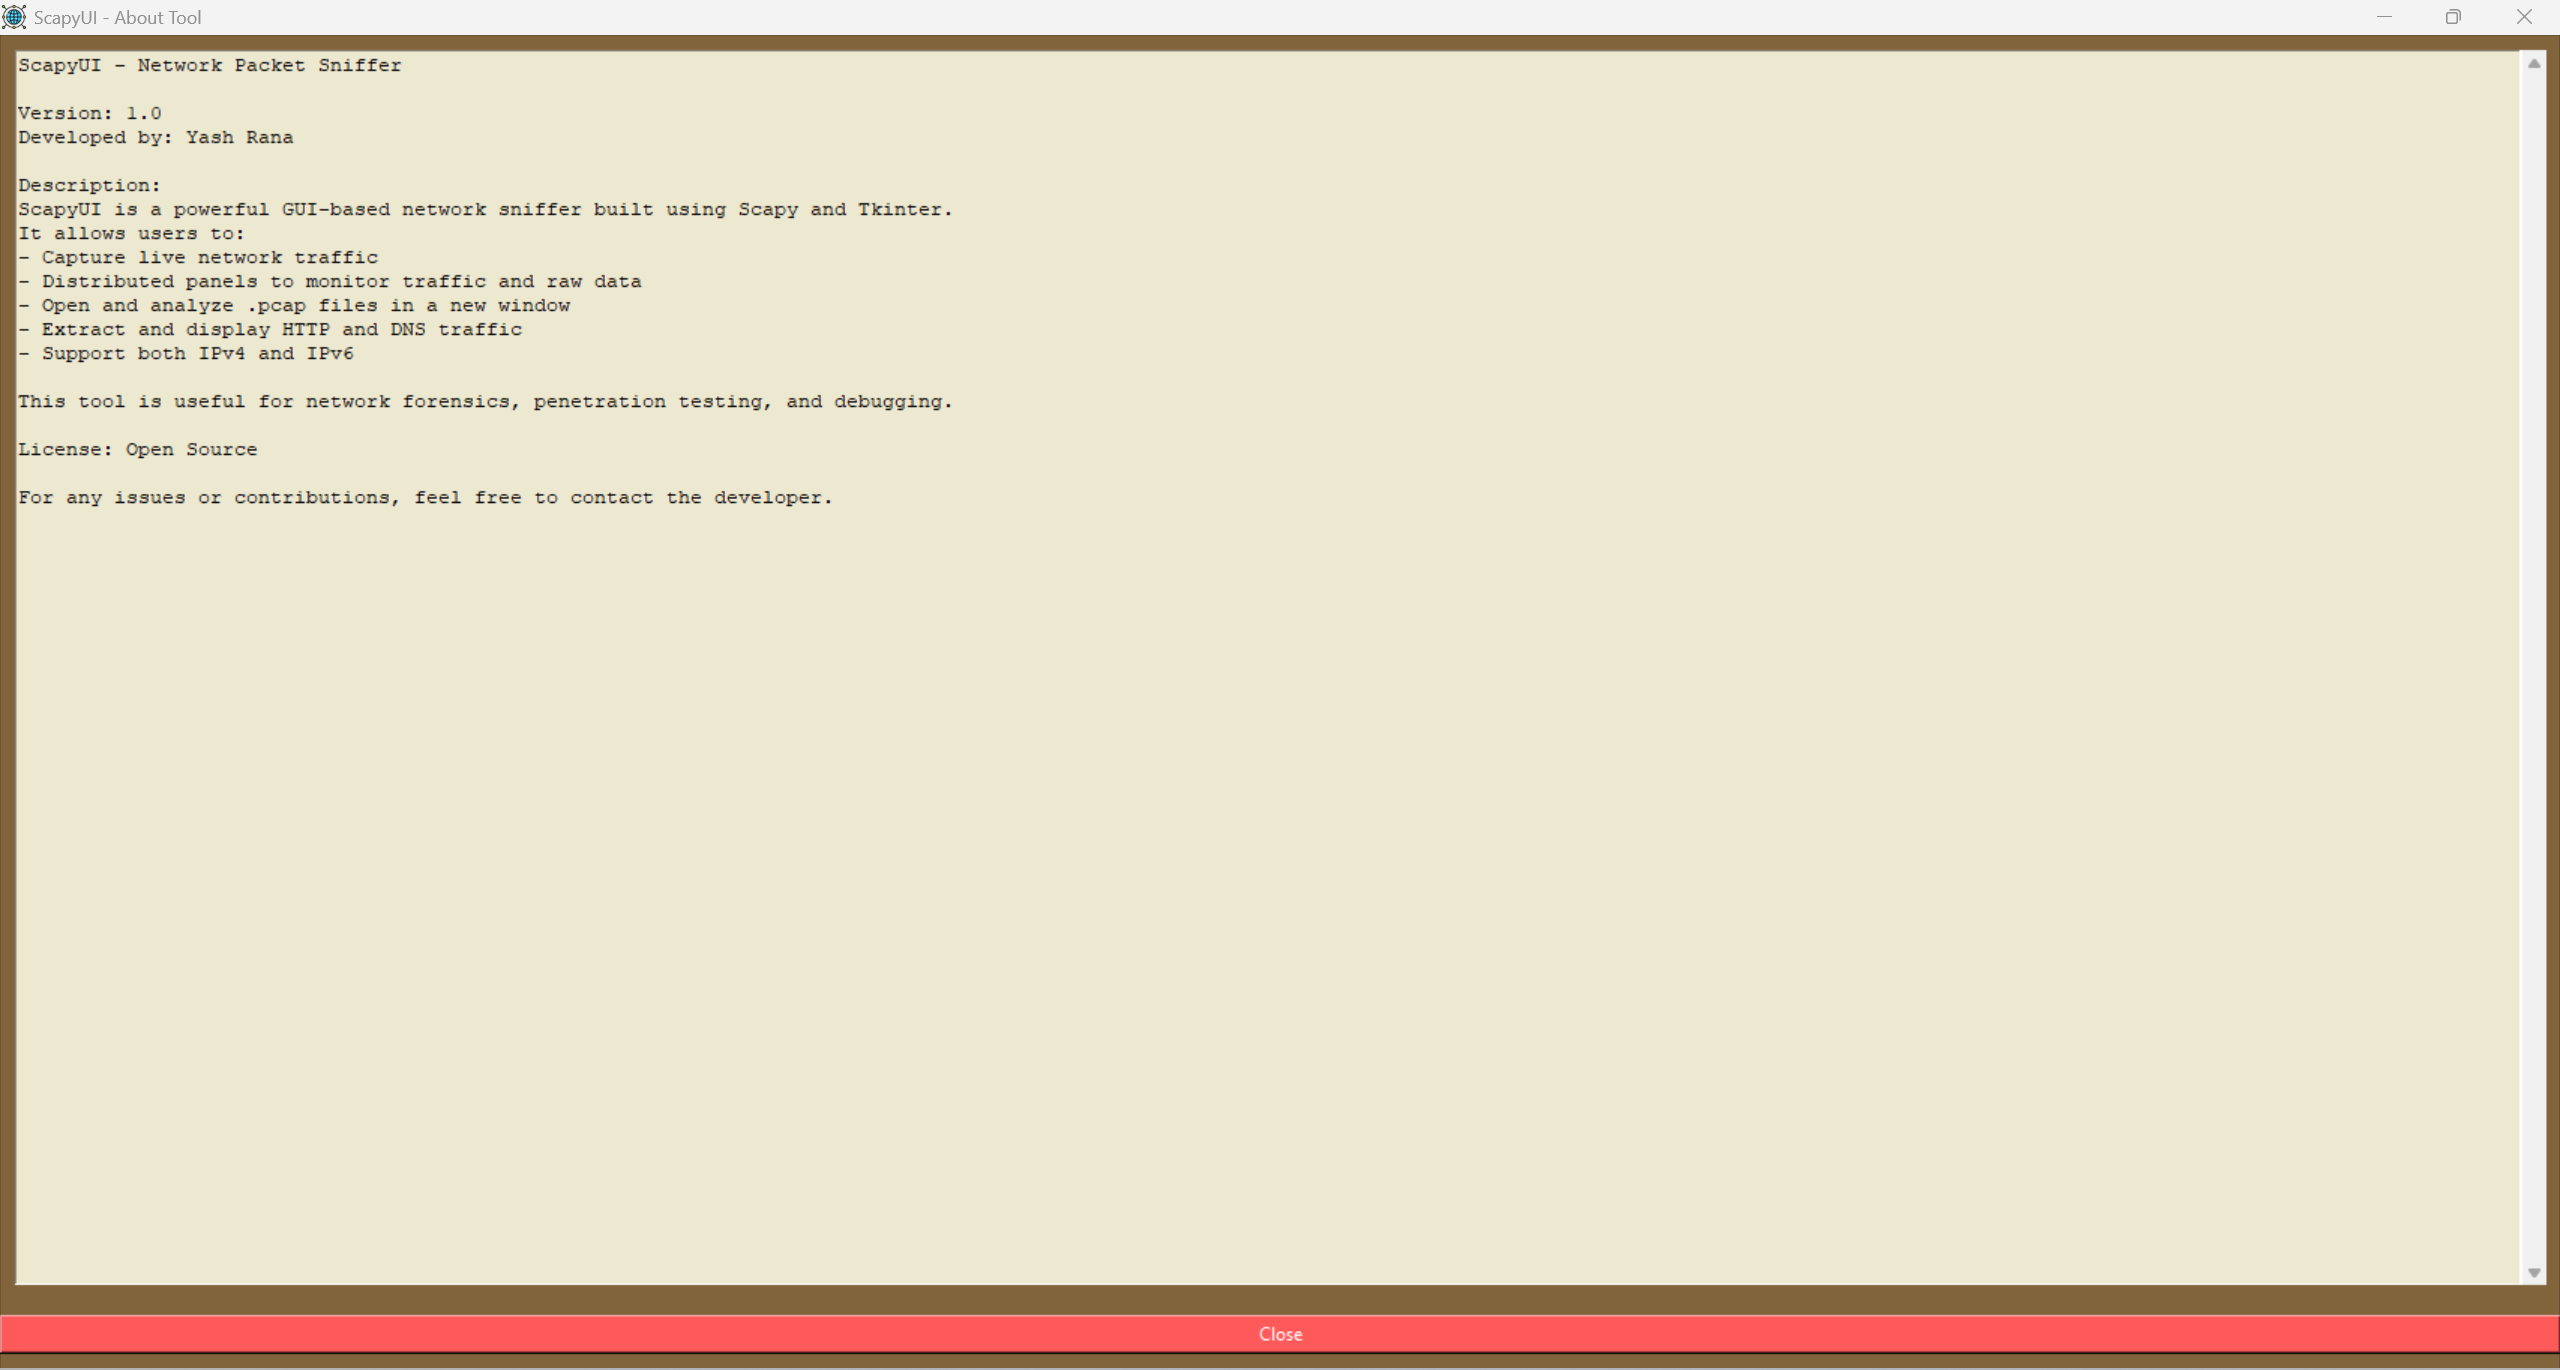 ScapyUI - About Tool
ScapyUI - Network Packet Sniffer
Version: 1.0
Developed by: Yash Rana
Description:
ScapyUI is a powerful GUI-based network sniffer built using Scapy and Tkinter.
It allows users to:
- Capture live network traffic
- Distributed panels to monitor traffic and raw data
- Open and analyze .pcap files in a new window
- Extract and display HTTP and DNS traffic
- Support both IPv4 and IPv6
This tool is useful for network forensics, penetration testing, and debugging.
License: Open Source
For any issues or contributions, feel free to contact the developer.
Close